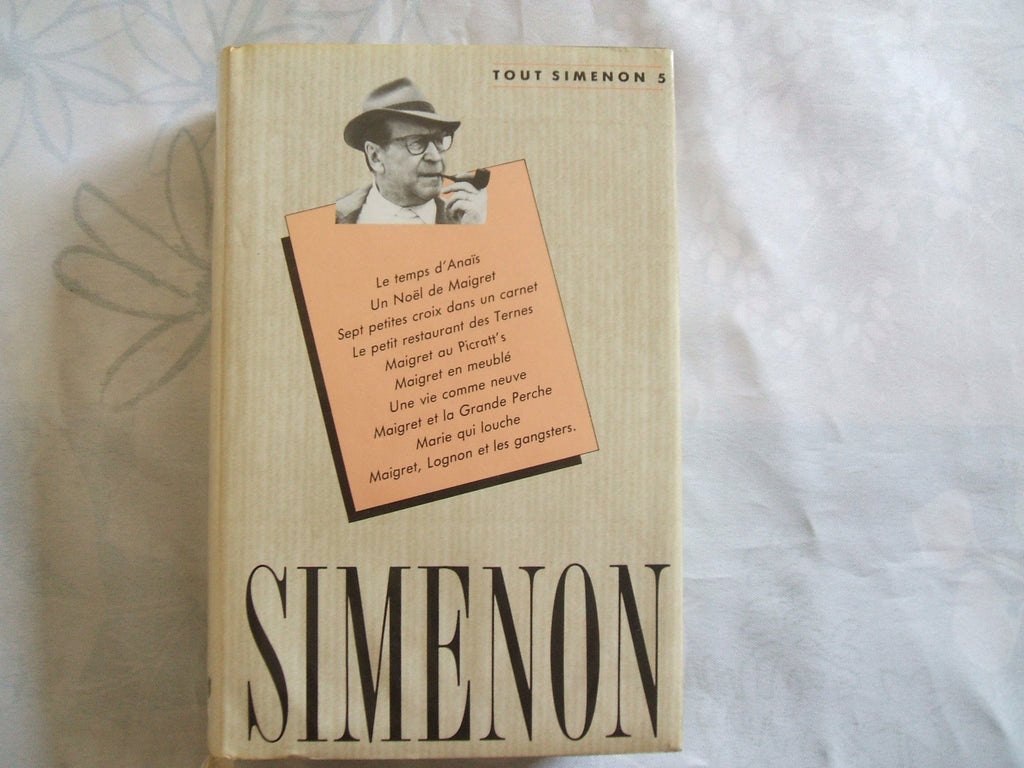 TOUT SIMENON 5
Le temps d'Anaïs
Un Noël de Maigret
Sept petites croix dans un carnet
Le petit restaurant des Ternes
Maigret au Picratt's
Maigret en meublé
Une vie comme neuve
Maigret et la Grande Perche
Marie qui louche
Maigret, Lognon et les gangsters.
SIMENON